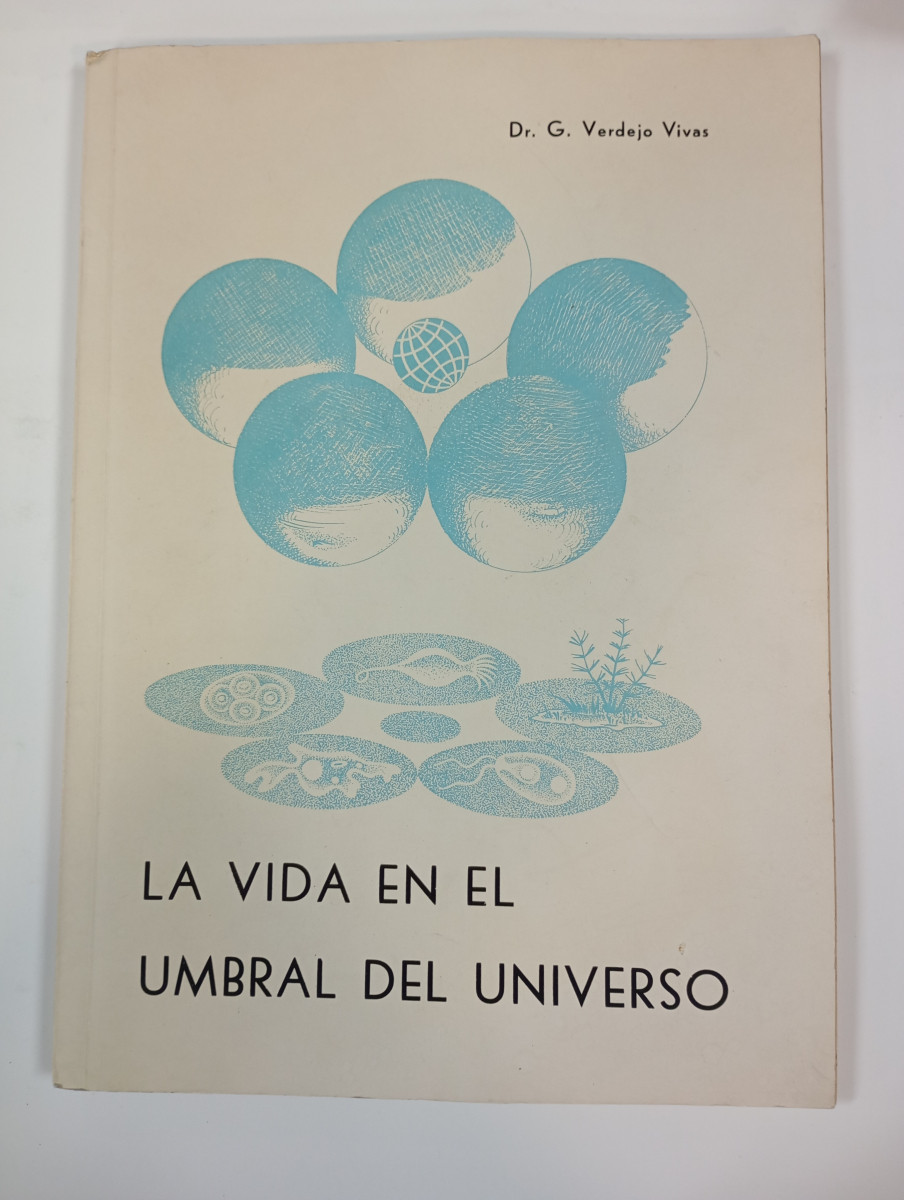 Dr. G. Verdejo Vivas
LA VIDA EN EL
UMBRAL DEL UNIVERSO